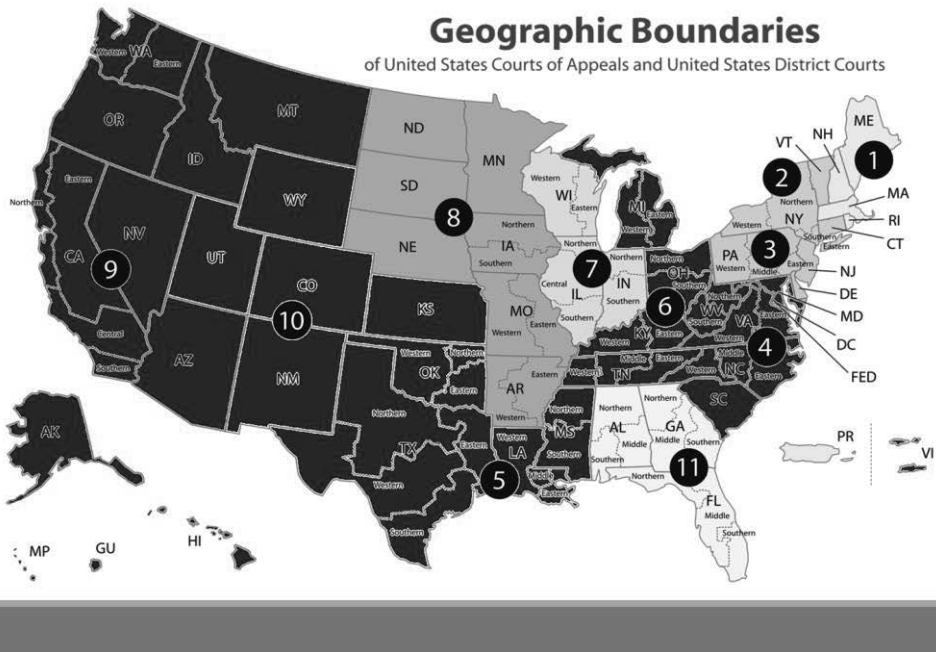 Geographic Boundaries
of United States Courts of Appeals and United States District Courts
Western WA
Eastern
OR
MT
ID
WY
Eastern
Northern
NV
CA
9
UT
CO
10
Central
Southern
AZ
NM
ND
SD
MN
8
NE
Northern
IA
Southern
KS
MO
Western
Eastern
Eastern
AR
Western
Western
Northern
OK
Eastern
Northern
TX
Eastern
Western
Southern
Western
LA
Middle
Eastern
5
Northern
MS
Southern
Western
WI
Eastern
MI
Eastern
Western
Northern
7
Central
IL
Southern
Northern
IN
Southern
Northern
OH
Southern
6
Western
KY
Eastern
Western
Middle
Eastern
TN
Northern
WV
Southern
Eastern
VA
Western
4
Western
Middle
NC
Eastern
SC
Northern
AL
Middle
Southern
Northern
GA
Middle
Southern
11
Northern
FL
Middle
Southern
ME
NH
VT
1
2
Northern
Western
NY
Southern
Eastern
3
PA
Western
Middle
Eastern
MA
RI
CT
NJ
DE
MD
DC
FED
PR
VI
AK
HI
MP
GU